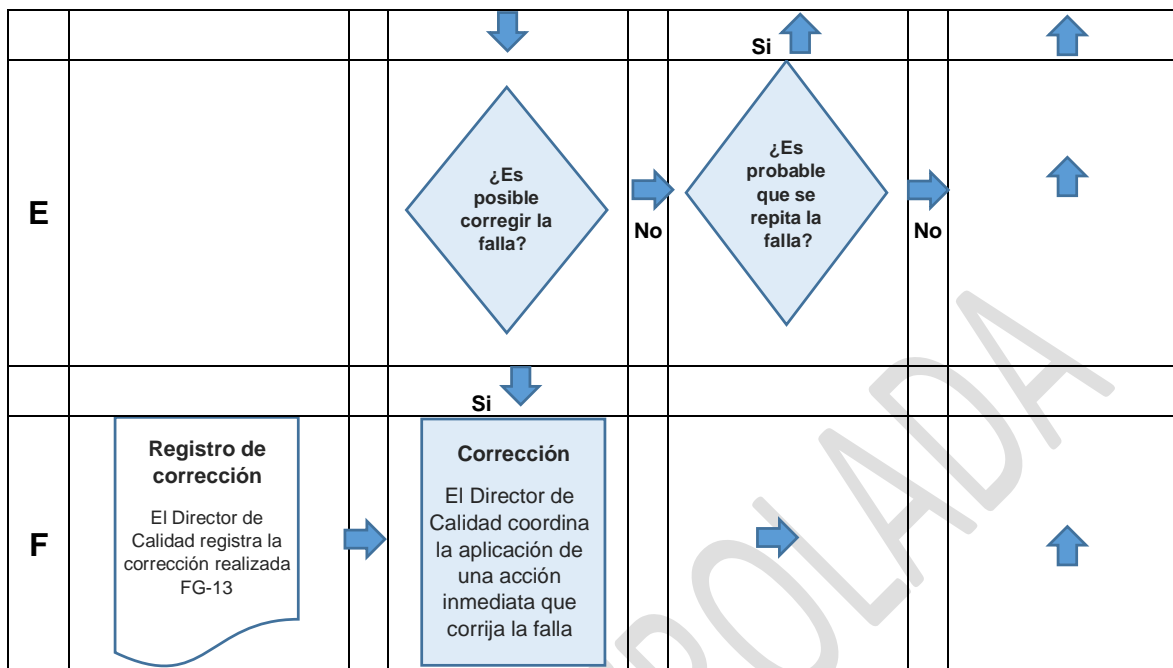 Si
E
¿Es
posible
corregir la
falla?
No
¿Es
probable
que se
repita la
falla?
No
Si
F
Registro de
corrección
El Director de
Calidad registra la
corrección realizada
FG-13
Corrección
El Director de
Calidad coordina
la aplicación de
una acción
inmediata que
corrija la falla
OLADA